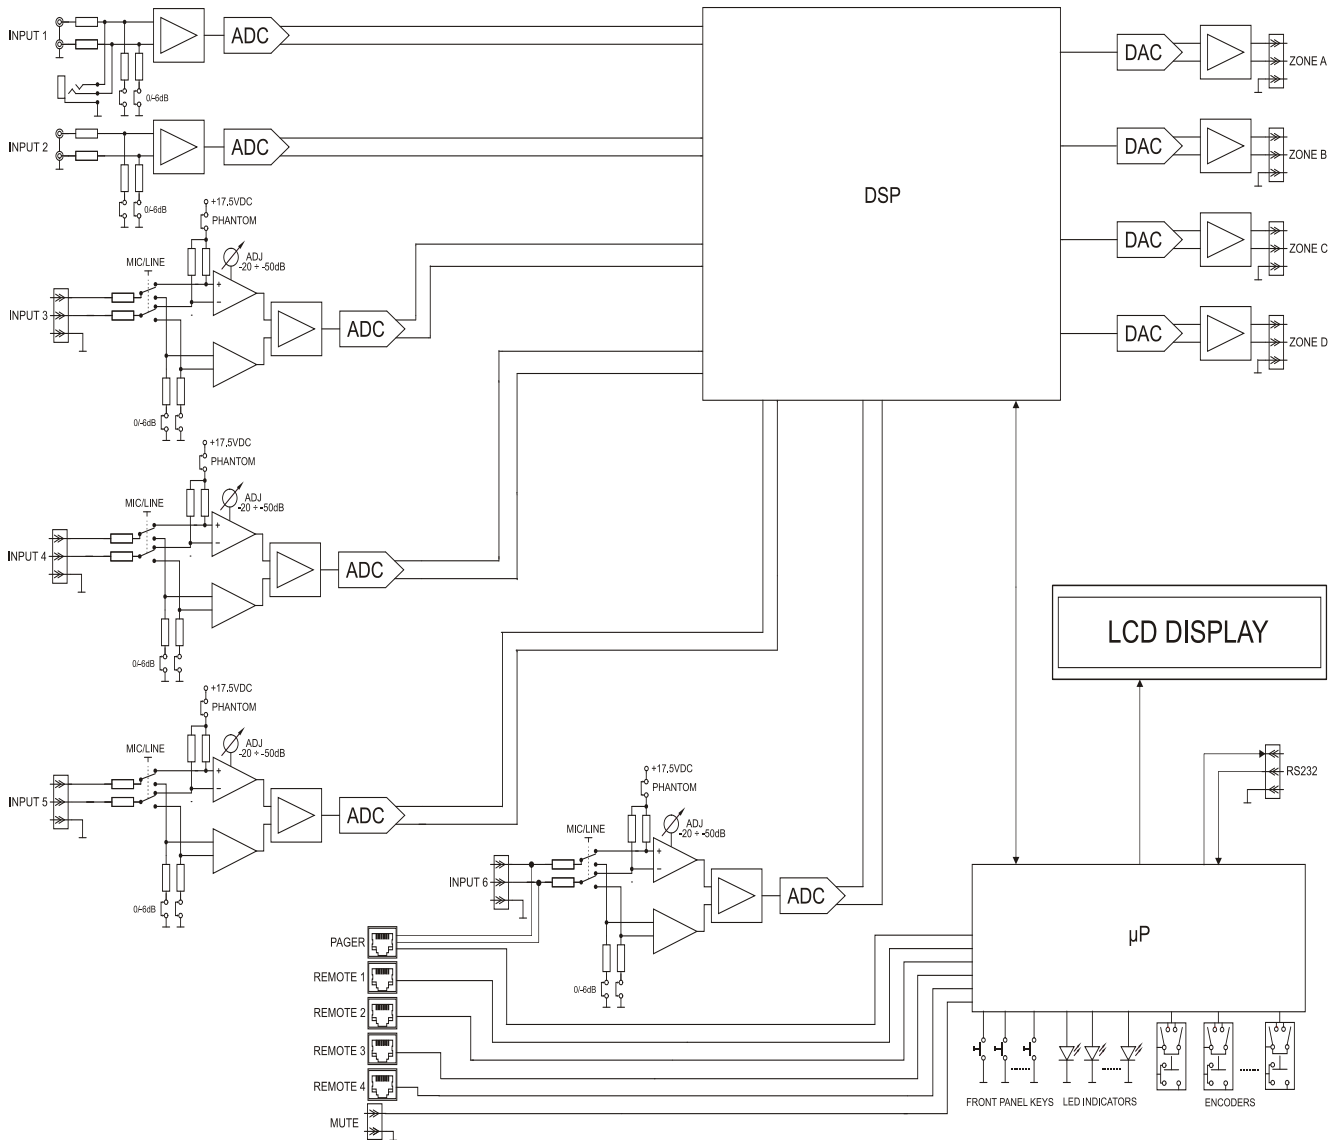 INPUT 1
ADC
0/-6dB
INPUT 2
ADC
0/-6dB
DSP
DAC
ZONE A
DAC
ZONE B
DAC
ZONE C
DAC
ZONE D
+17,5VDC
PHANTOM
MIC/LINE
ADJ
-20 ÷ -50dB
+
−
INPUT 3
ADC
0/-6dB
+17,5VDC
PHANTOM
MIC/LINE
ADJ
-20 ÷ -50dB
+
−
INPUT 4
ADC
0/-6dB
+17,5VDC
PHANTOM
MIC/LINE
ADJ
-20 ÷ -50dB
+
−
INPUT 5
ADC
0/-6dB
LCD DISPLAY
RS232
+17,5VDC
PHANTOM
MIC/LINE
ADJ
-20 ÷ -50dB
+
−
INPUT 6
ADC
0/-6dB
µP
PAGER
REMOTE 1
REMOTE 2
REMOTE 3
REMOTE 4
MUTE
FRONT PANEL KEYS
LED INDICATORS
ENCODERS